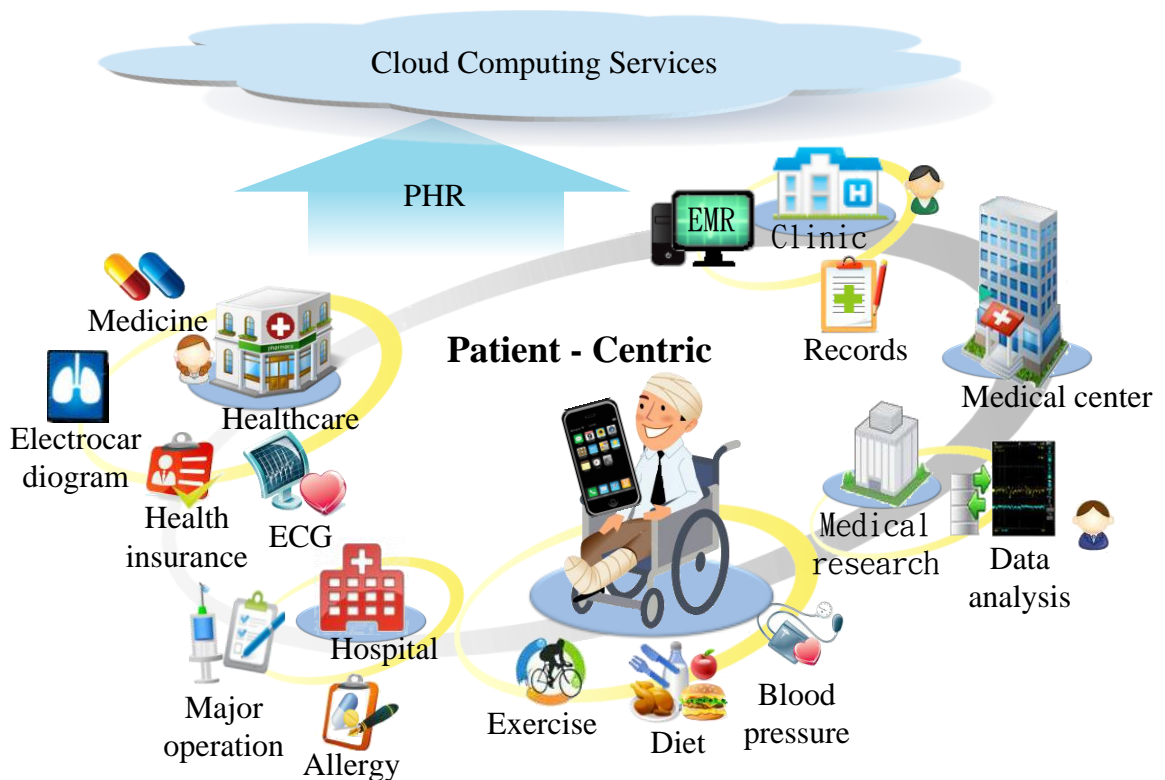 Cloud Computing Services
PHR
EMR
Clinic
H
Medicine
pharmacy
Records
Patient - Centric
Medical center
Healthcare
Electrocar
diogram
Health
insurance
ECG
Medical
research
Data
analysis
Hospital
Major
operation
Allergy
Exercise
Diet
Blood
pressure